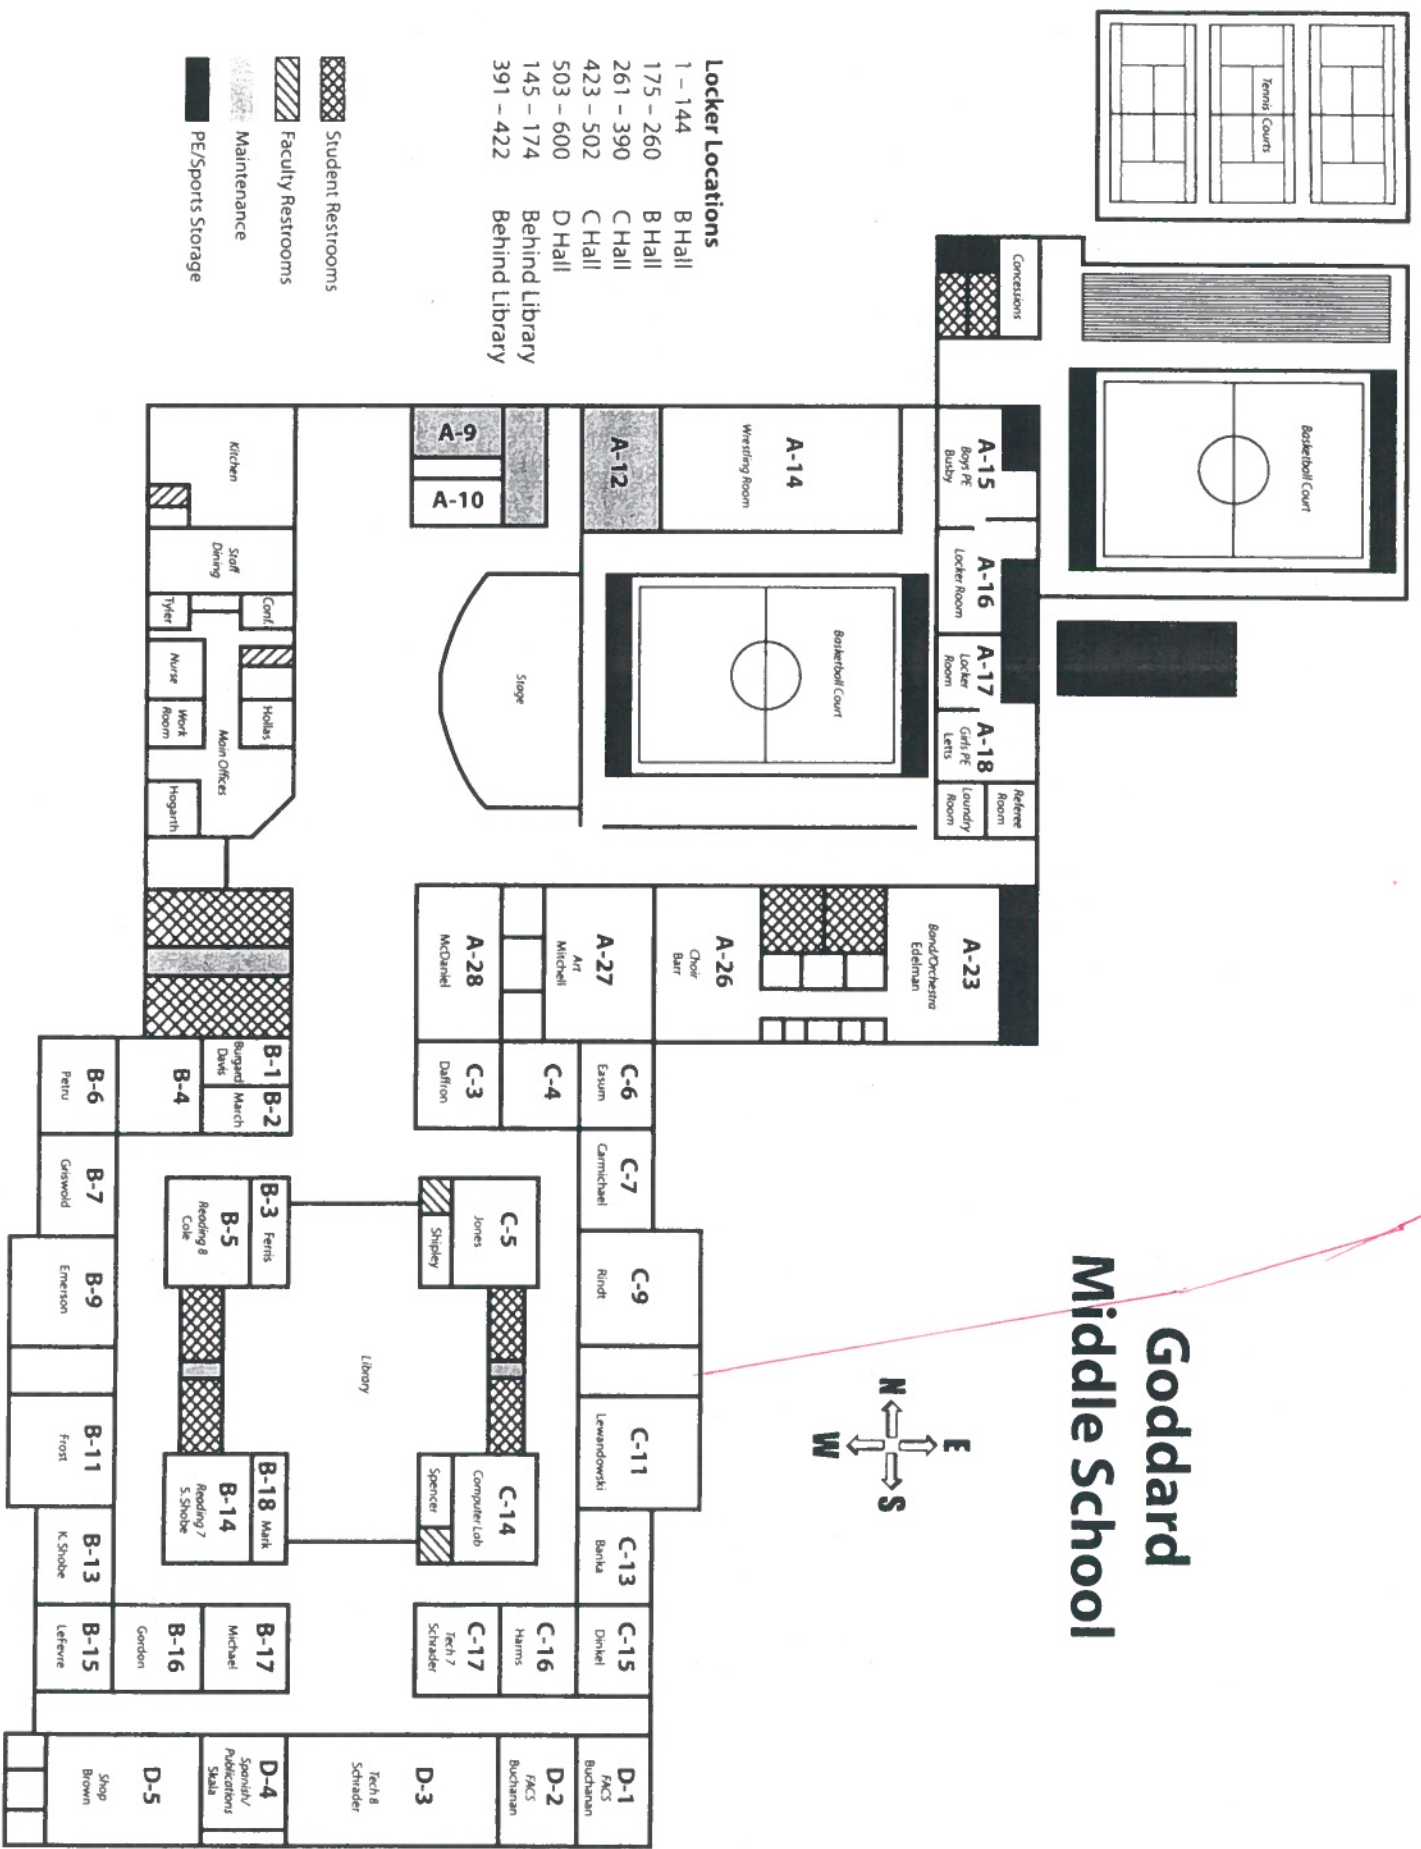 Goddard
Middle School
N
E
S
W
Locker Locations
1 – 144 B Hall
175 – 260 B Hall
261 – 390 C Hall
423 – 502 C Hall
503 – 600 D Hall
145 – 174 Behind Library
391 – 422 Behind Library
Student Restrooms
Faculty Restrooms
Maintenance
PE/Sports Storage
Tennis Courts
Concessions
Basketball Court
A-15
Boys PE
Busby
A-16
Locker Room
A-17
Locker
Room
A-18
Girls PE
Letts
Referee
Room
Laundry
Room
A-14
Wrestling Room
A-12
A-9
A-10
Basketball Court
Stage
Kitchen
Staff
Dining
Conf.
Tyler
Nurse
Work
Room
Hollas
Main Offices
Hogarth
A-23
Band/Orchestra
Edelman
A-26
Choir
Barr
A-27
Art
Mitchell
A-28
McDaniel
C-6
Easum
C-4
C-3
Daffron
B-1
Burgard
Davis
B-2
March
B-4
B-6
Petru
C-7
Carmichael
B-7
Griswold
C-5
Jones
Shipley
B-3 Ferris
B-5
Reading 8
Cole
C-9
Rindt
B-9
Emerson
Library
C-11
Lewandowski
B-11
Frost
C-14
Computer Lab
Spencer
B-18 Mark
B-14
Reading 7
S.Shobe
C-13
Banka
B-13
K.Shobe
C-15
Dinkel
C-16
Harms
C-17
Tech 7
Schrader
B-17
Michael
B-16
Gordon
B-15
LeFevre
D-1
FACS
Buchanan
D-2
FACS
Buchanan
D-3
Tech 8
Schrader
D-4
Spanish/
Publications
Skala
D-5
Shop
Brown